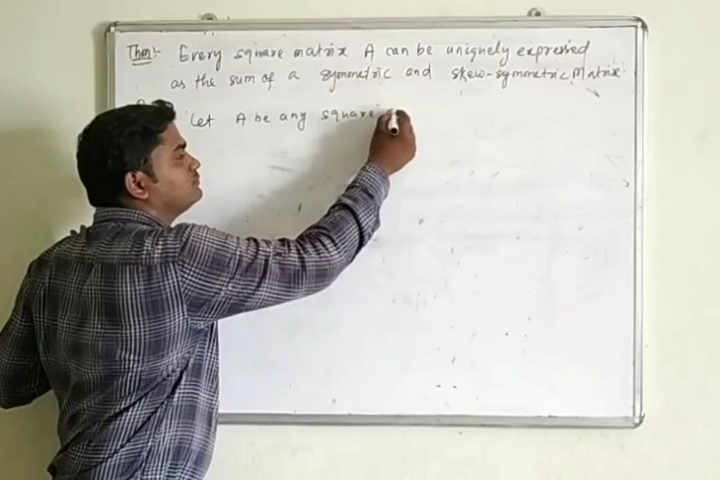 Thm:- Every square matrix A can be uniquely expressed
as the sum of a symmetric and skew-symmetric Matrix.
Let A be any square